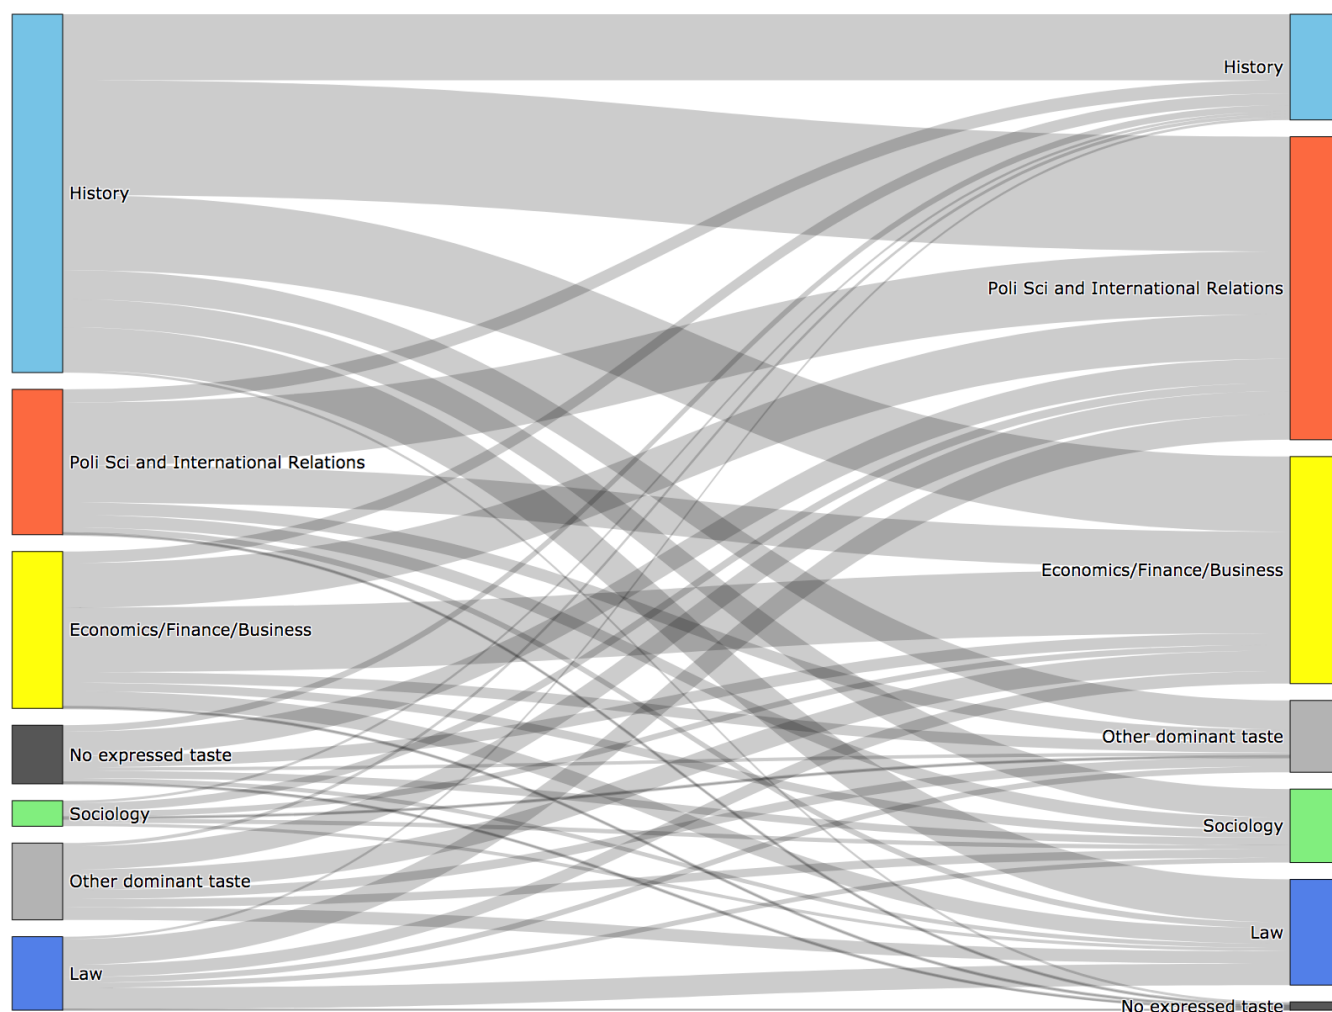 History
Poli Sci and International Relations
Economics/Finance/Business
No expressed taste
Sociology
Other dominant taste
Law
History
Poli Sci and International Relations
Economics/Finance/Business
Other dominant taste
Sociology
Law
No expressed taste